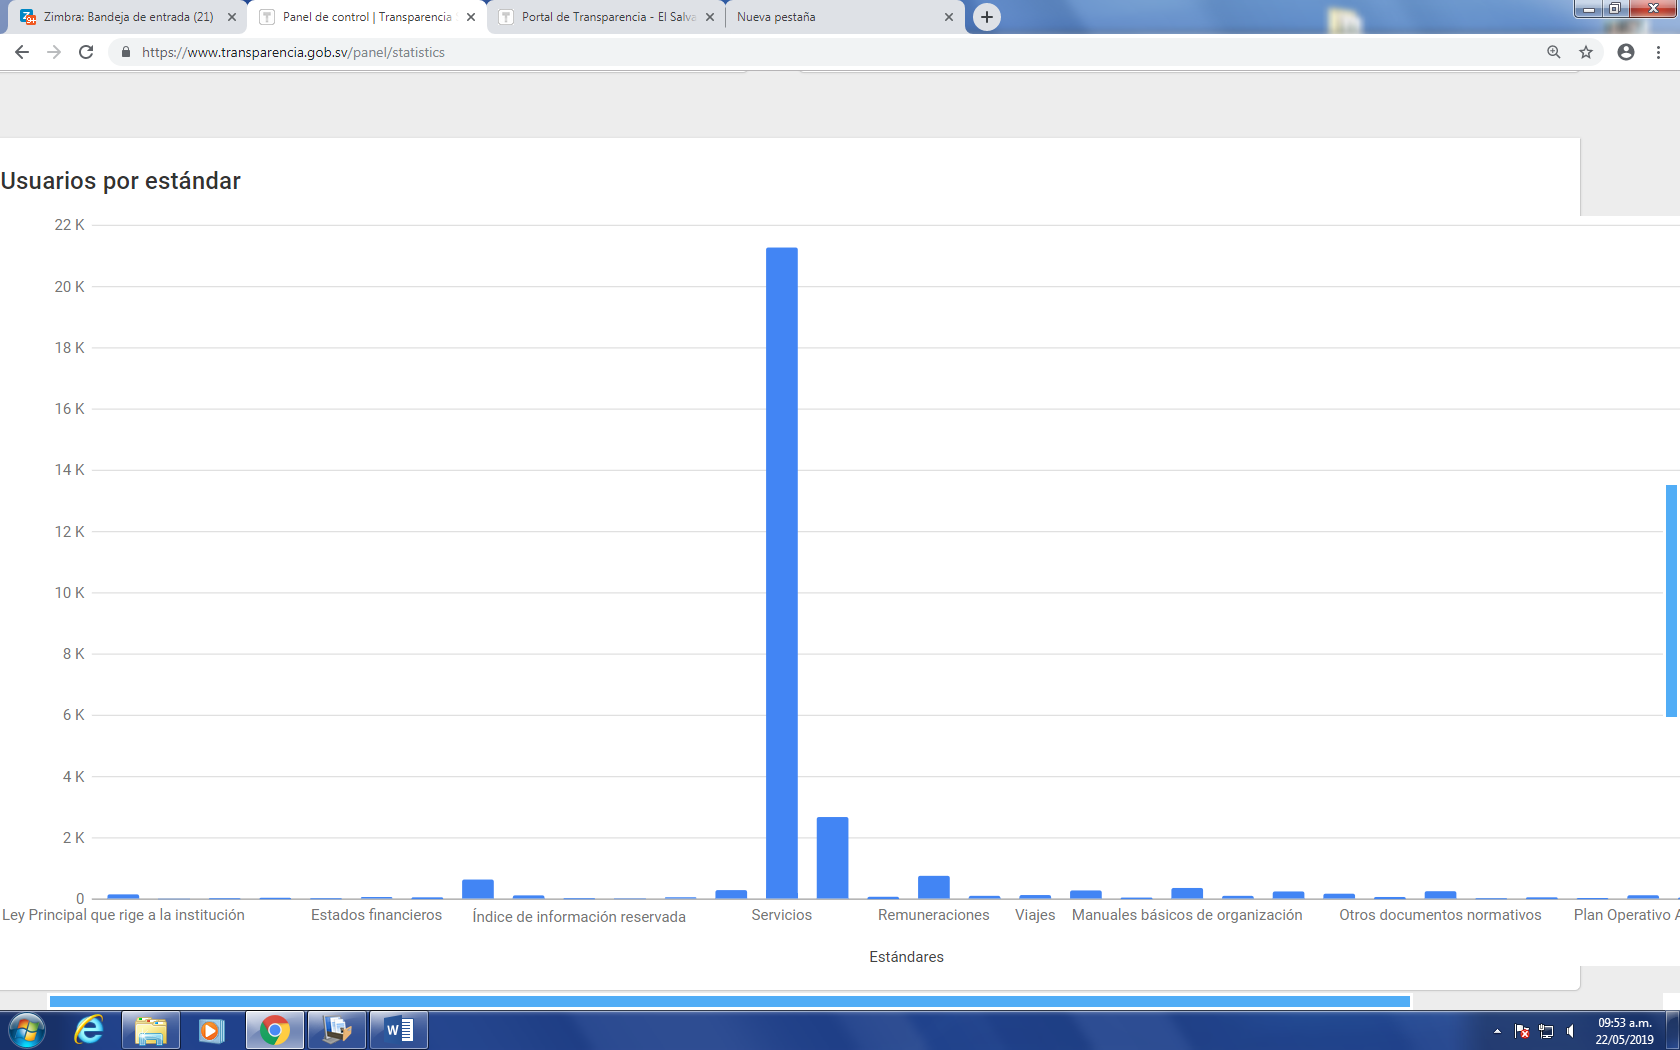 Zimbra: Bandeja de entrada (21)
Panel de control | Transparencia
Portal de Transparencia - El Salva
Nueva pestaña
https://www.transparencia.gob.sv/panel/statistics
Usuarios por estándar
22 K
20 K
18 K
16 K
14 K
12 K
10 K
8 K
6 K
4 K
2 K
0
Ley Principal que rige a la institución
Estados financieros
Índice de información reservada
Servicios
Remuneraciones
Viajes
Manuales básicos de organización
Otros documentos normativos
Plan Operativo A
Estándares
09:53 a.m.
22/05/2019